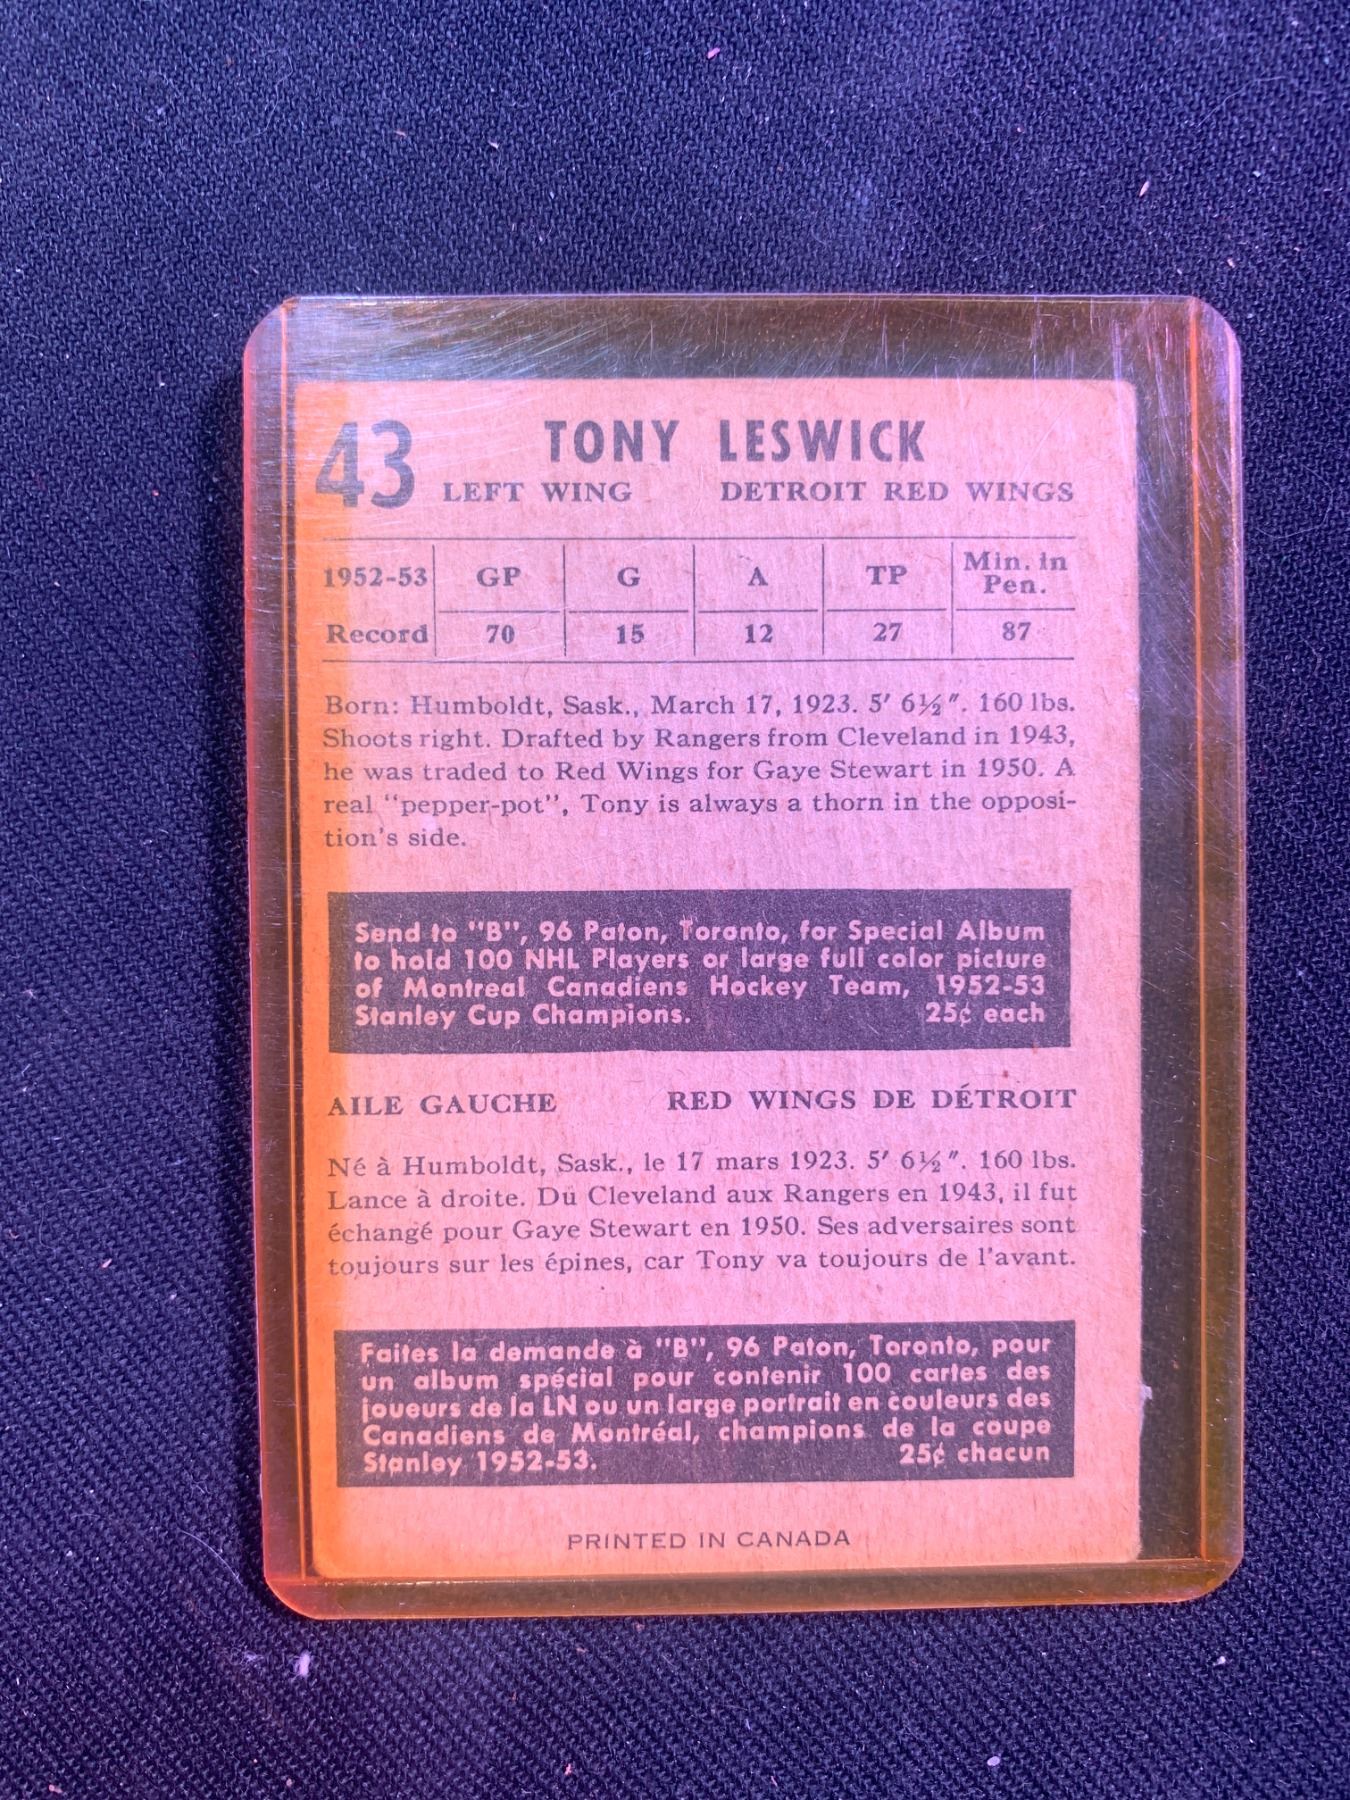 43 TONY LESWICK
LEFT WING DETROIT RED WINGS
1952-53 GP G A TP Min. in Pen.
Record 70 15 12 27 87
Born: Humboldt, Sask., March 17, 1923. 5′ 6½″. 160 lbs.
Shoots right. Drafted by Rangers from Cleveland in 1943,
he was traded to Red Wings for Gaye Stewart in 1950. A
real "pepper-pot", Tony is always a thorn in the opposi-
tion's side.
Send to "B", 96 Paton, Toronto, for Special Album
to hold 100 NHL Players or large full color picture
of Montreal Canadiens Hockey Team, 1952-53
Stanley Cup Champions. 25¢ each
AILE GAUCHE RED WINGS DE DÉTROIT
Né à Humboldt, Sask., le 17 mars 1923. 5′ 6½″. 160 lbs.
Lance à droite. Du Cleveland aux Rangers en 1943, il fut
échangé pour Gaye Stewart en 1950. Ses adversaires sont
toujours sur les épines, car Tony va toujours de l'avant.
Faites la demande à "B", 96 Paton, Toronto, pour
un album spécial pour contenir 100 cartes des
joueurs de la LN ou un large portrait en couleurs des
Canadiens de Montréal, champions de la coupe
Stanley 1952-53. 25¢ chacun
PRINTED IN CANADA